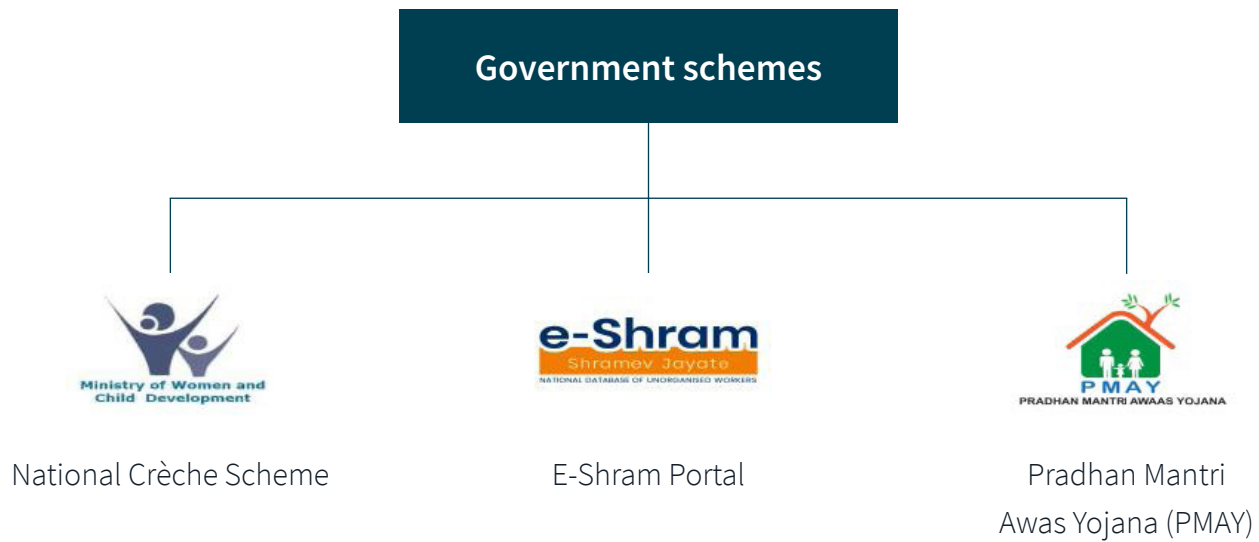 Government schemes
Ministry of Women and
Child Development
National Crèche Scheme
e-Shram
Shramev Jayate
NATIONAL DATABASE OF UNORGANISED WORKERS
E-Shram Portal
PMAY
PRADHAN MANTRI AWAAS YOJANA
Pradhan Mantri
Awas Yojana (PMAY)